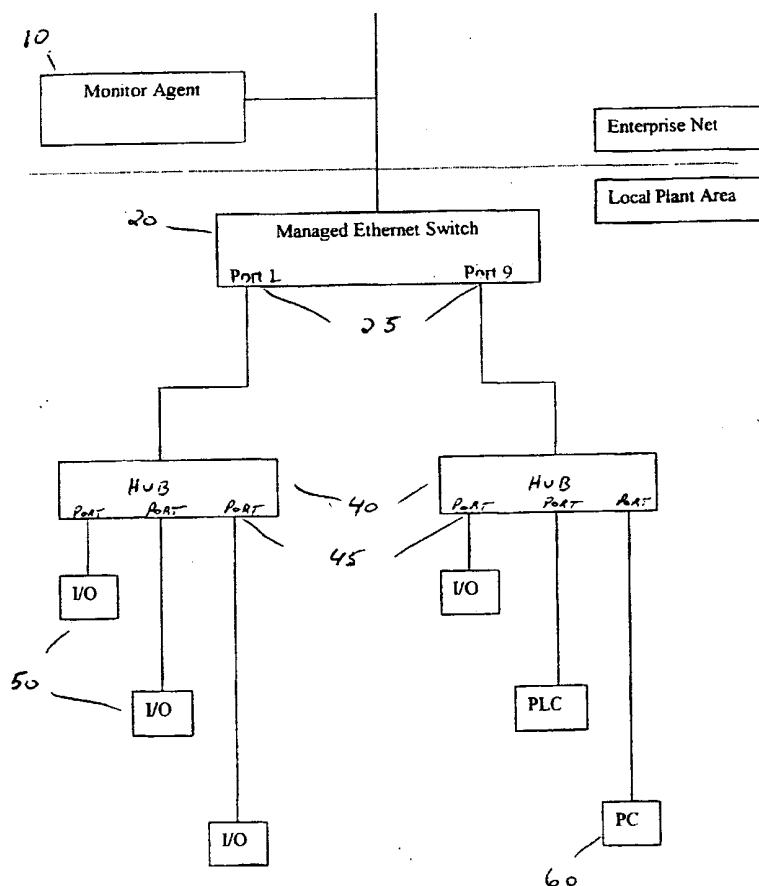 10
Monitor Agent
Enterprise Net
Local Plant Area
20
Managed Ethernet Switch
Port 1
Port 9
25
HUB
PORT PORT PORT
40
HUB
PORT PORT PORT
45
I/O
I/O
50
I/O
PLC
I/O
PC
60